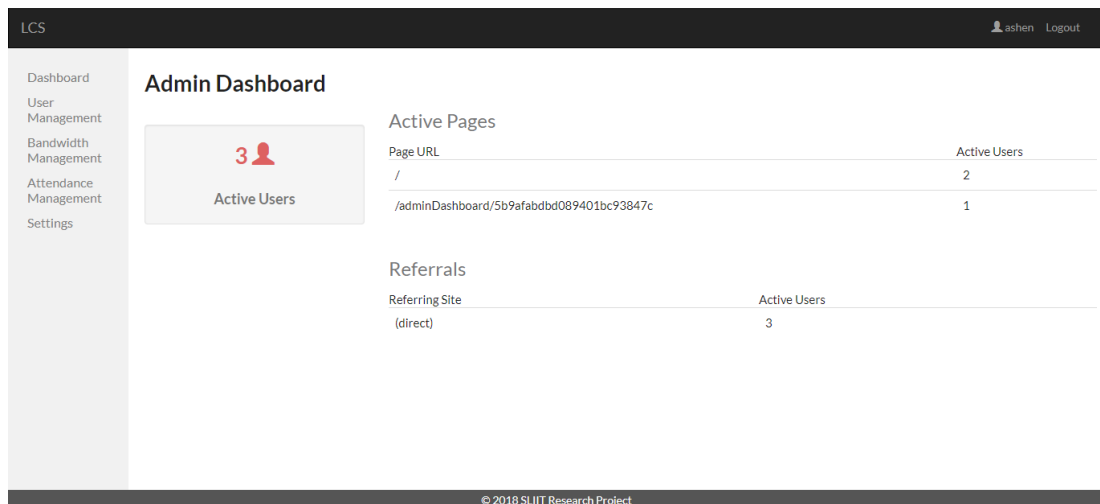 LCS
ashen Logout
Dashboard
User
Management
Bandwidth
Management
Attendance
Management
Settings
Admin Dashboard
3
Active Users
Active Pages
Page URL Active Users
/ 2
/adminDashboard/5b9afabdbd089401bc93847c 1
Referrals
Referring Site Active Users
(direct) 3
© 2018 SLIIT Research Project